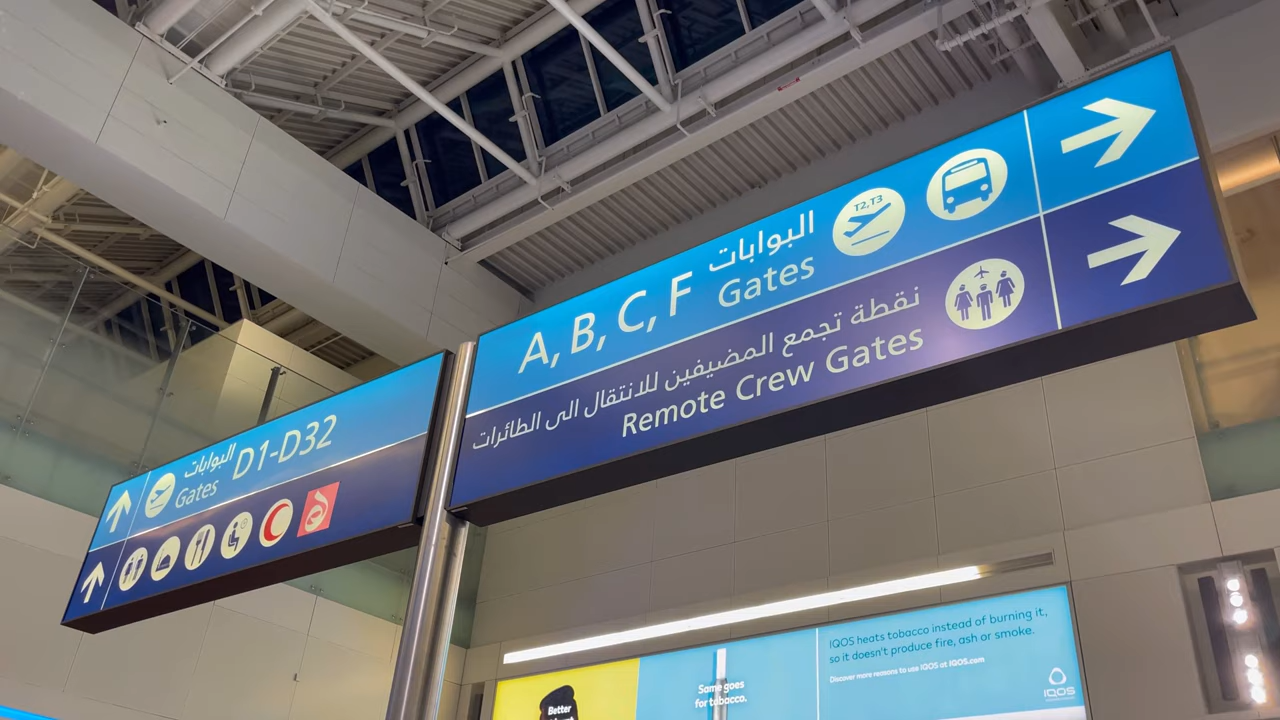 البوابات
Gates
D1-D32
A, B, C, F
البوابات
Gates
T2,T3
نقطة تجمع المضيفين للانتقال الى الطائرات
Remote Crew Gates
Better
Same goes
for tobacco.
IQOS heats tobacco instead of burning it,
so it doesn't produce fire, ash or smoke.
Discover more reasons to use IQOS at IQOS.com
IQOS